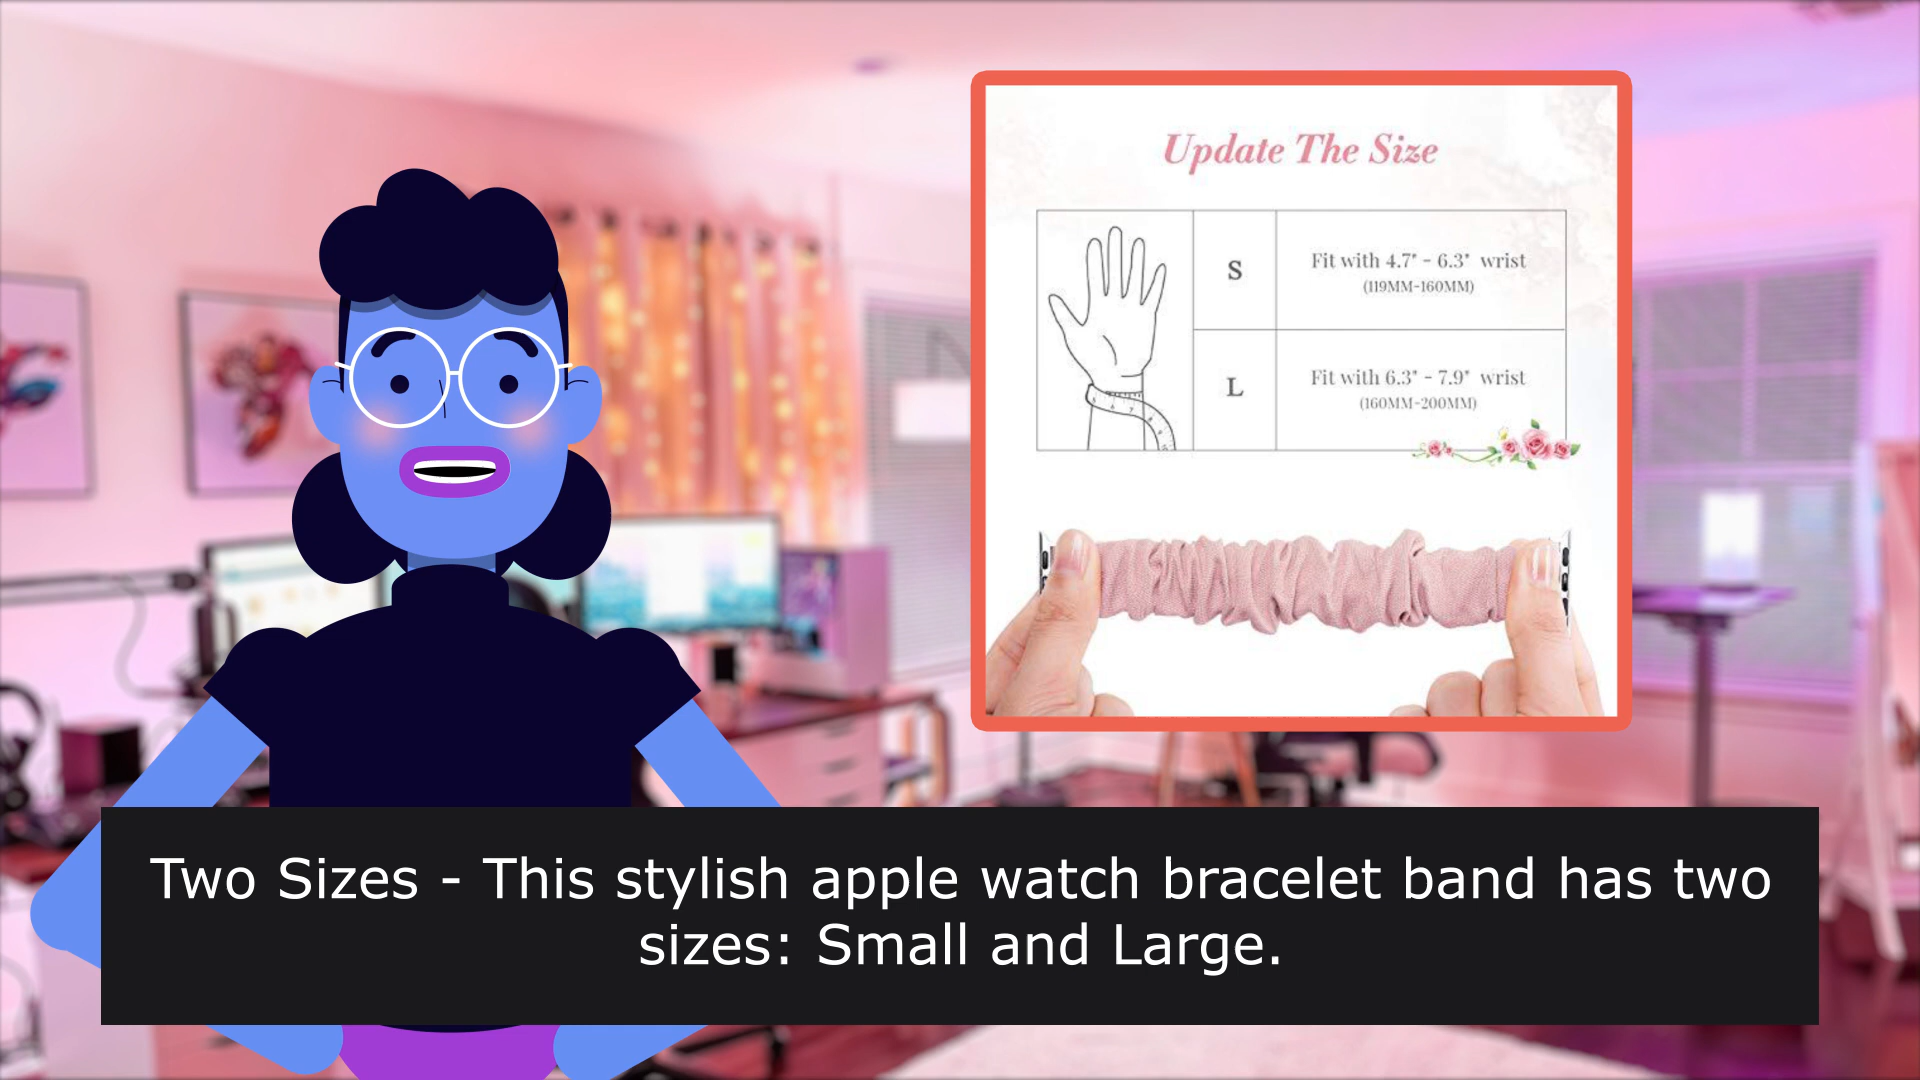 Update The Size
S
Fit with 4.7" - 6.3" wrist
(119MM-160MM)
L
Fit with 6.3" - 7.9" wrist
(160MM-200MM)
Two Sizes - This stylish apple watch bracelet band has two
sizes: Small and Large.